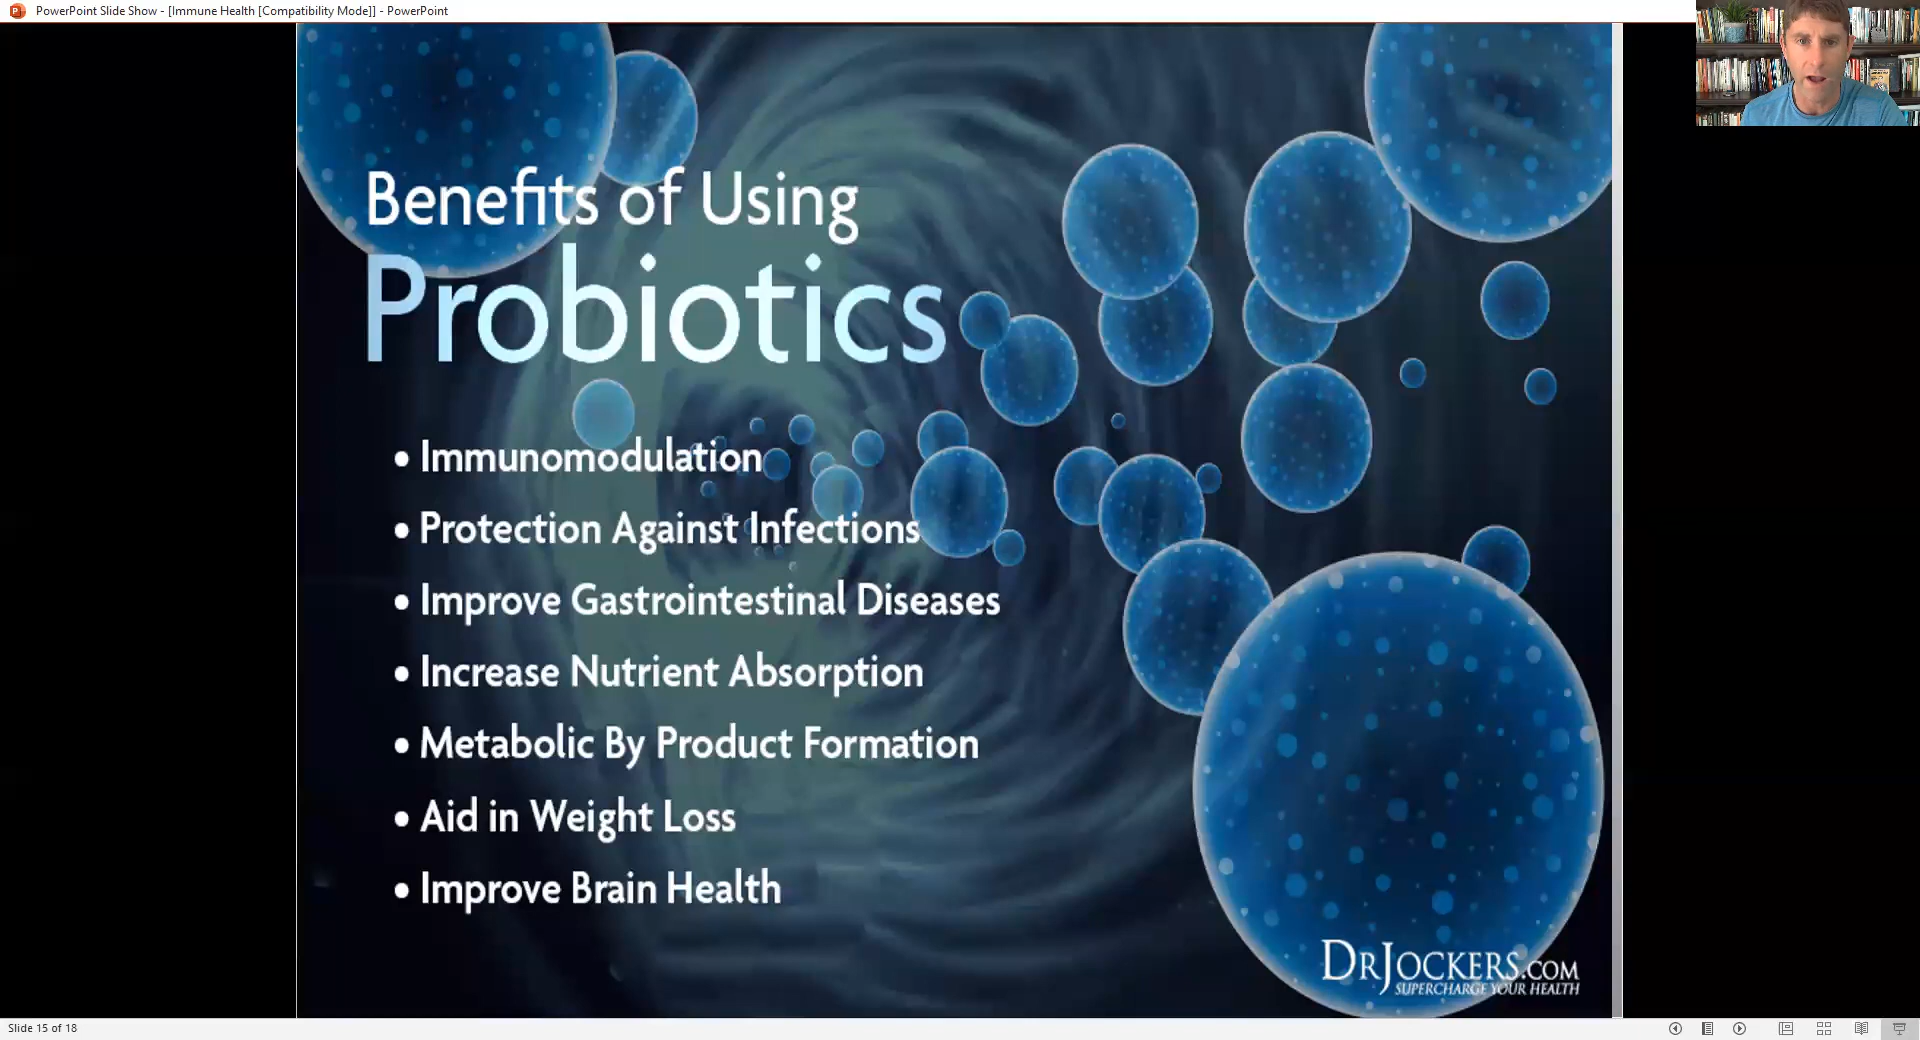 PowerPoint Slide Show - [Immune Health [Compatibility Mode]] - PowerPoint
Benefits of Using
Probiotics
• Immunomodulation
• Protection Against Infections
• Improve Gastrointestinal Diseases
• Increase Nutrient Absorption
• Metabolic By Product Formation
• Aid in Weight Loss
• Improve Brain Health
DRJOCKERS.COM
SUPERCHARGE YOUR HEALTH
Slide 15 of 18